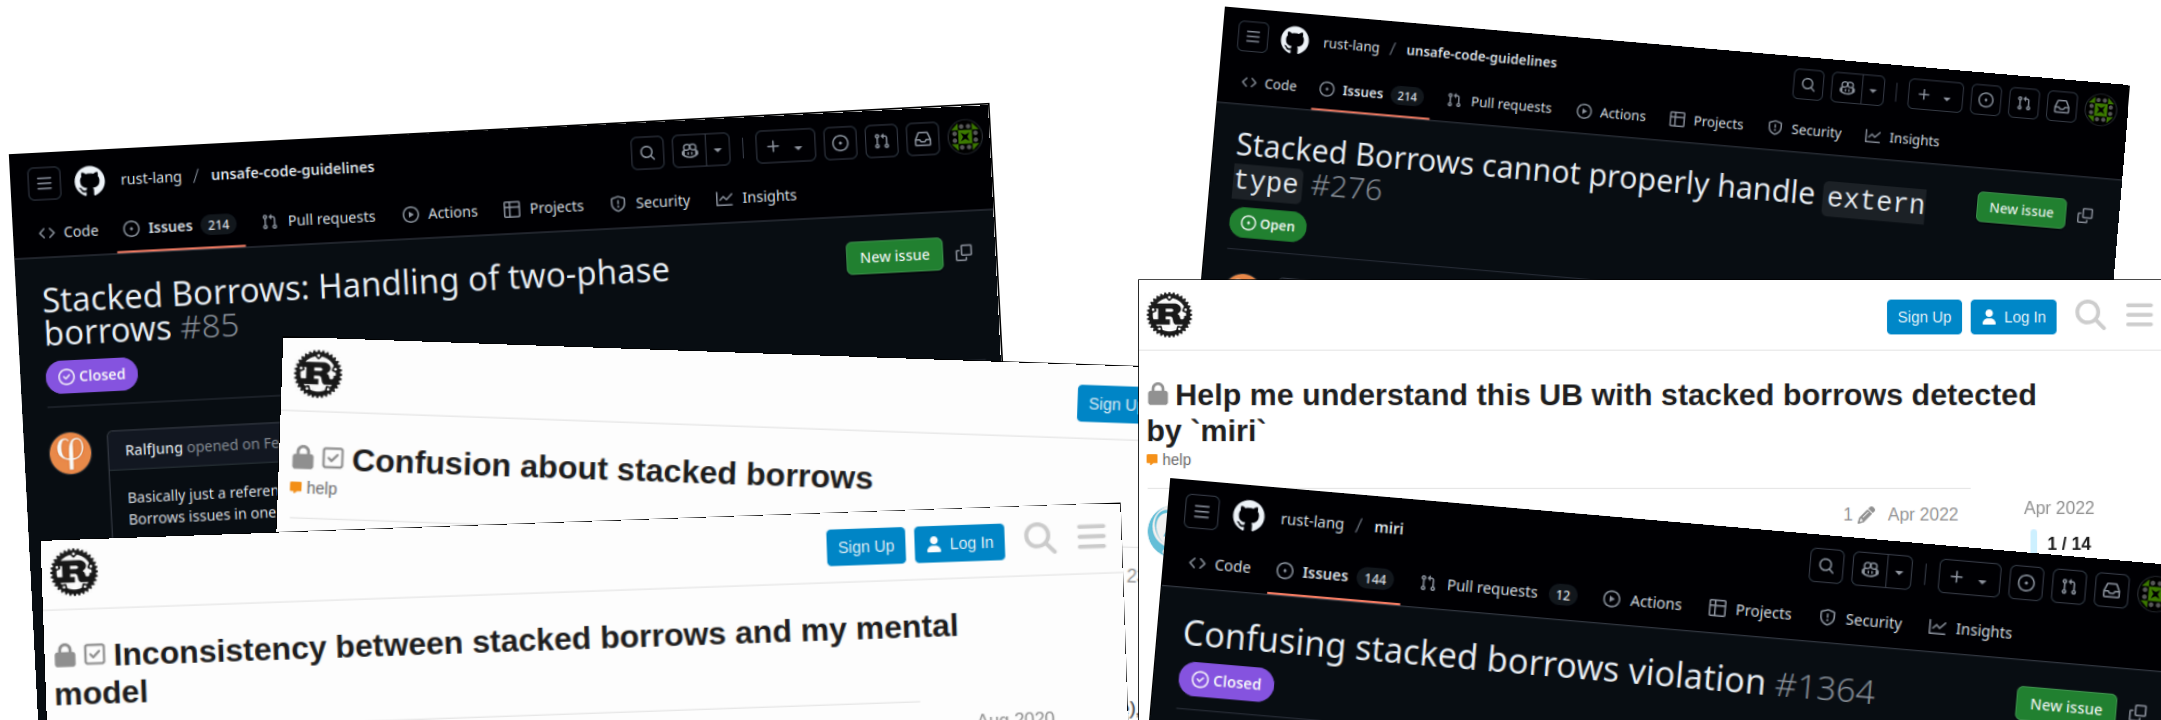 rust-lang / unsafe-code-guidelines
Code Issues 214 Pull requests Actions Projects Security Insights
Stacked Borrows: Handling of two-phase
borrows #85
New issue
Closed
RalfJung opened on Fe
Basically just a referen
Borrows issues in one
rust-lang / unsafe-code-guidelines
Code Issues 214 Pull requests Actions Projects Security Insights
Stacked Borrows cannot properly handle extern
type #276
New issue
Open
Sign U
Confusion about stacked borrows
help
Sign Up Log In
Help me understand this UB with stacked borrows detected
by `miri`
help
1 Apr 2022
Apr 2022
1 / 14
Sign Up Log In
Inconsistency between stacked borrows and my mental
model
Aug 2020
rust-lang / miri
Code Issues 144 Pull requests 12 Actions Projects Security Insights
Confusing stacked borrows violation #1364
Closed
New issue